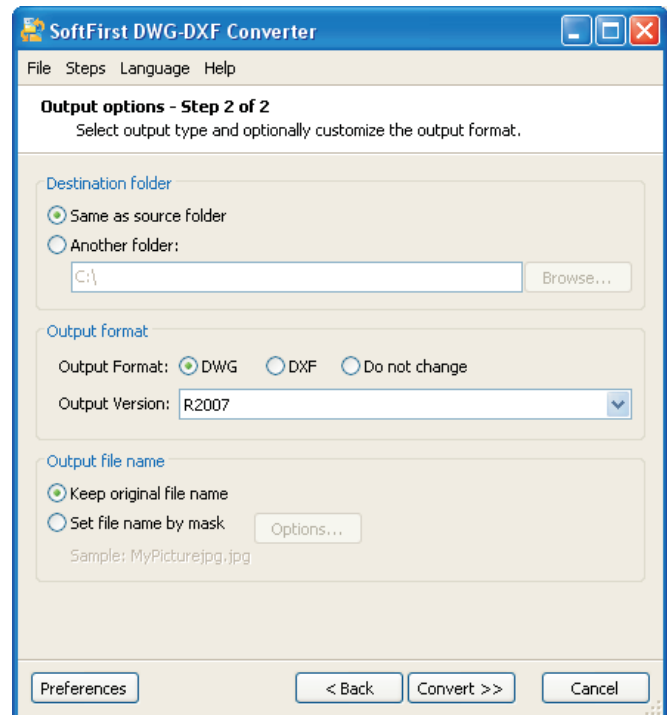 SoftFirst DWG-DXF Converter
File Steps Language Help
Output options - Step 2 of 2
Select output type and optionally customize the output format.
Destination folder
Same as source folder
Another folder:
C:\
Browse...
Output format
Output Format: DWG DXF Do not change
Output Version: R2007
Output file name
Keep original file name
Set file name by mask Options...
Sample: MyPicturejpg.jpg
Preferences < Back Convert >> Cancel